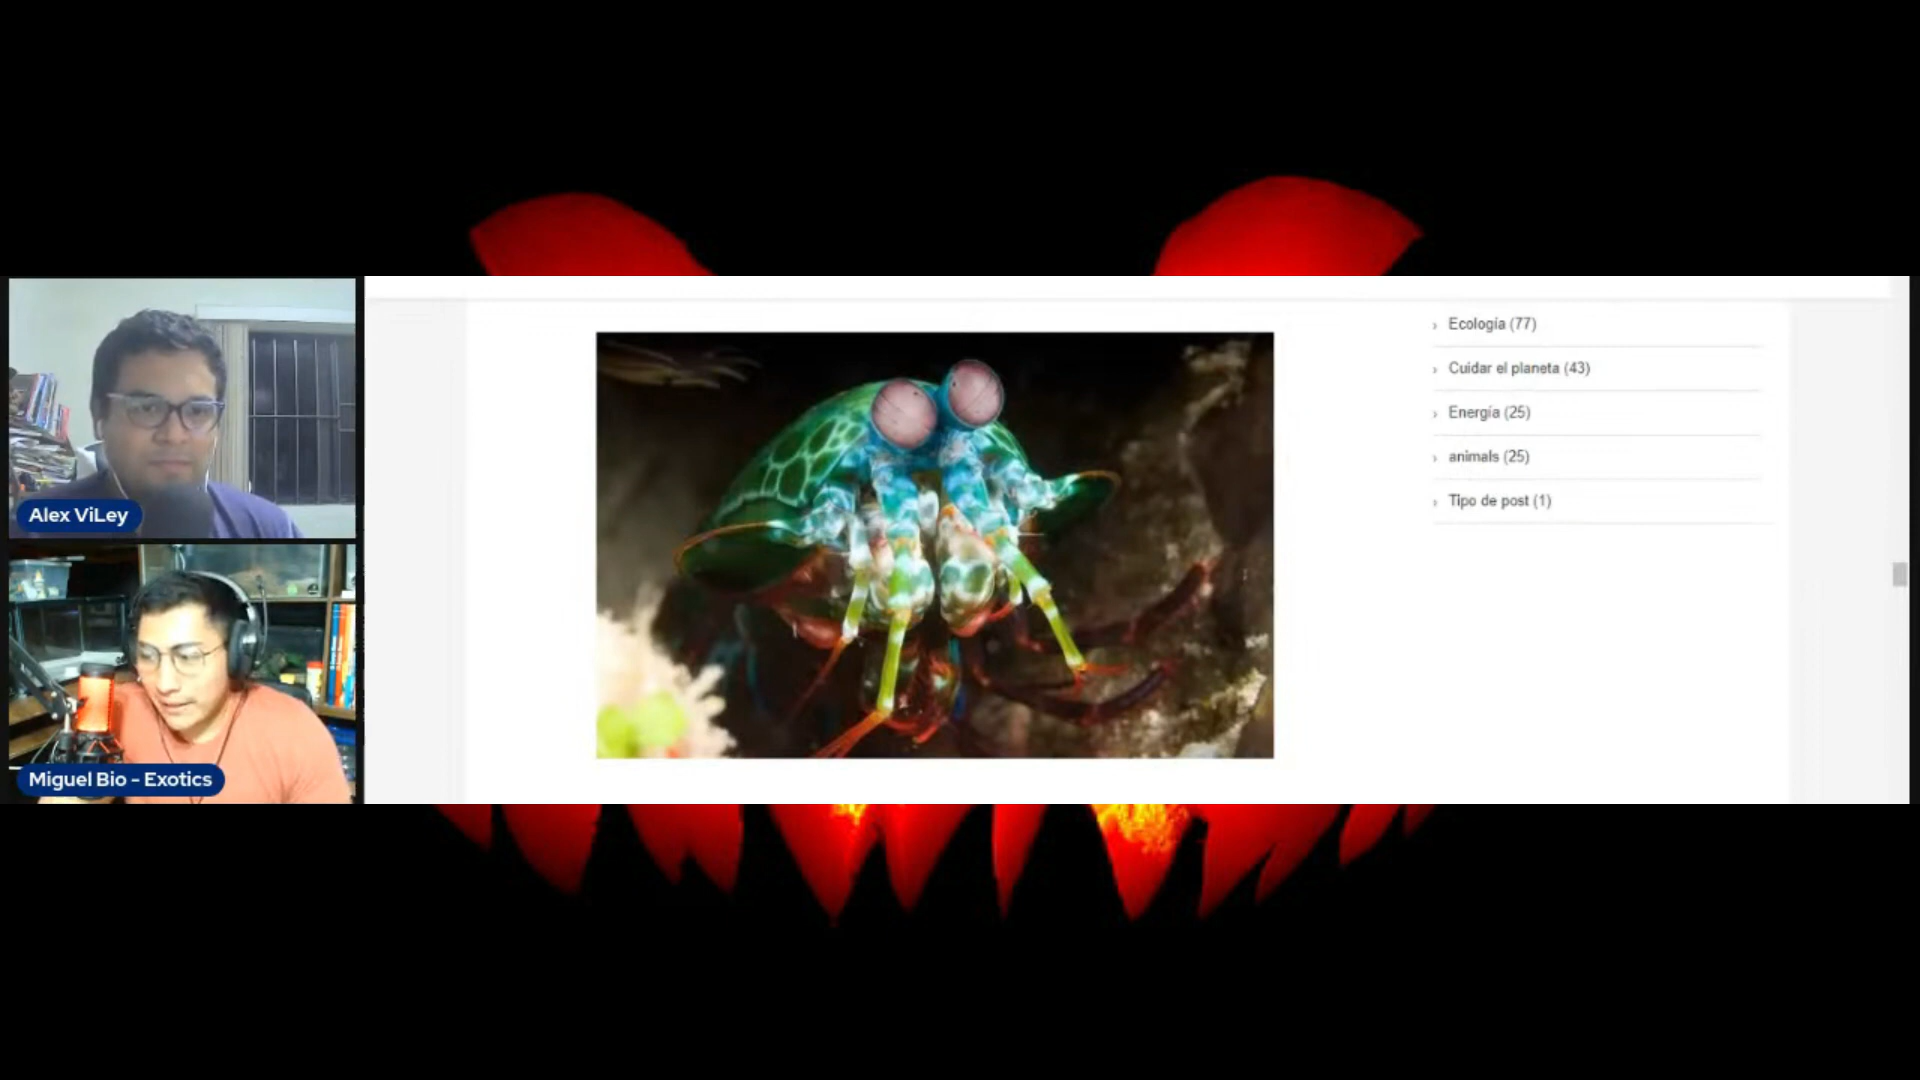 Alex ViLey
Miguel Bio - Exotics
Ecología (77)
Cuidar el planeta (43)
Energía (25)
animals (25)
Tipo de post (1)